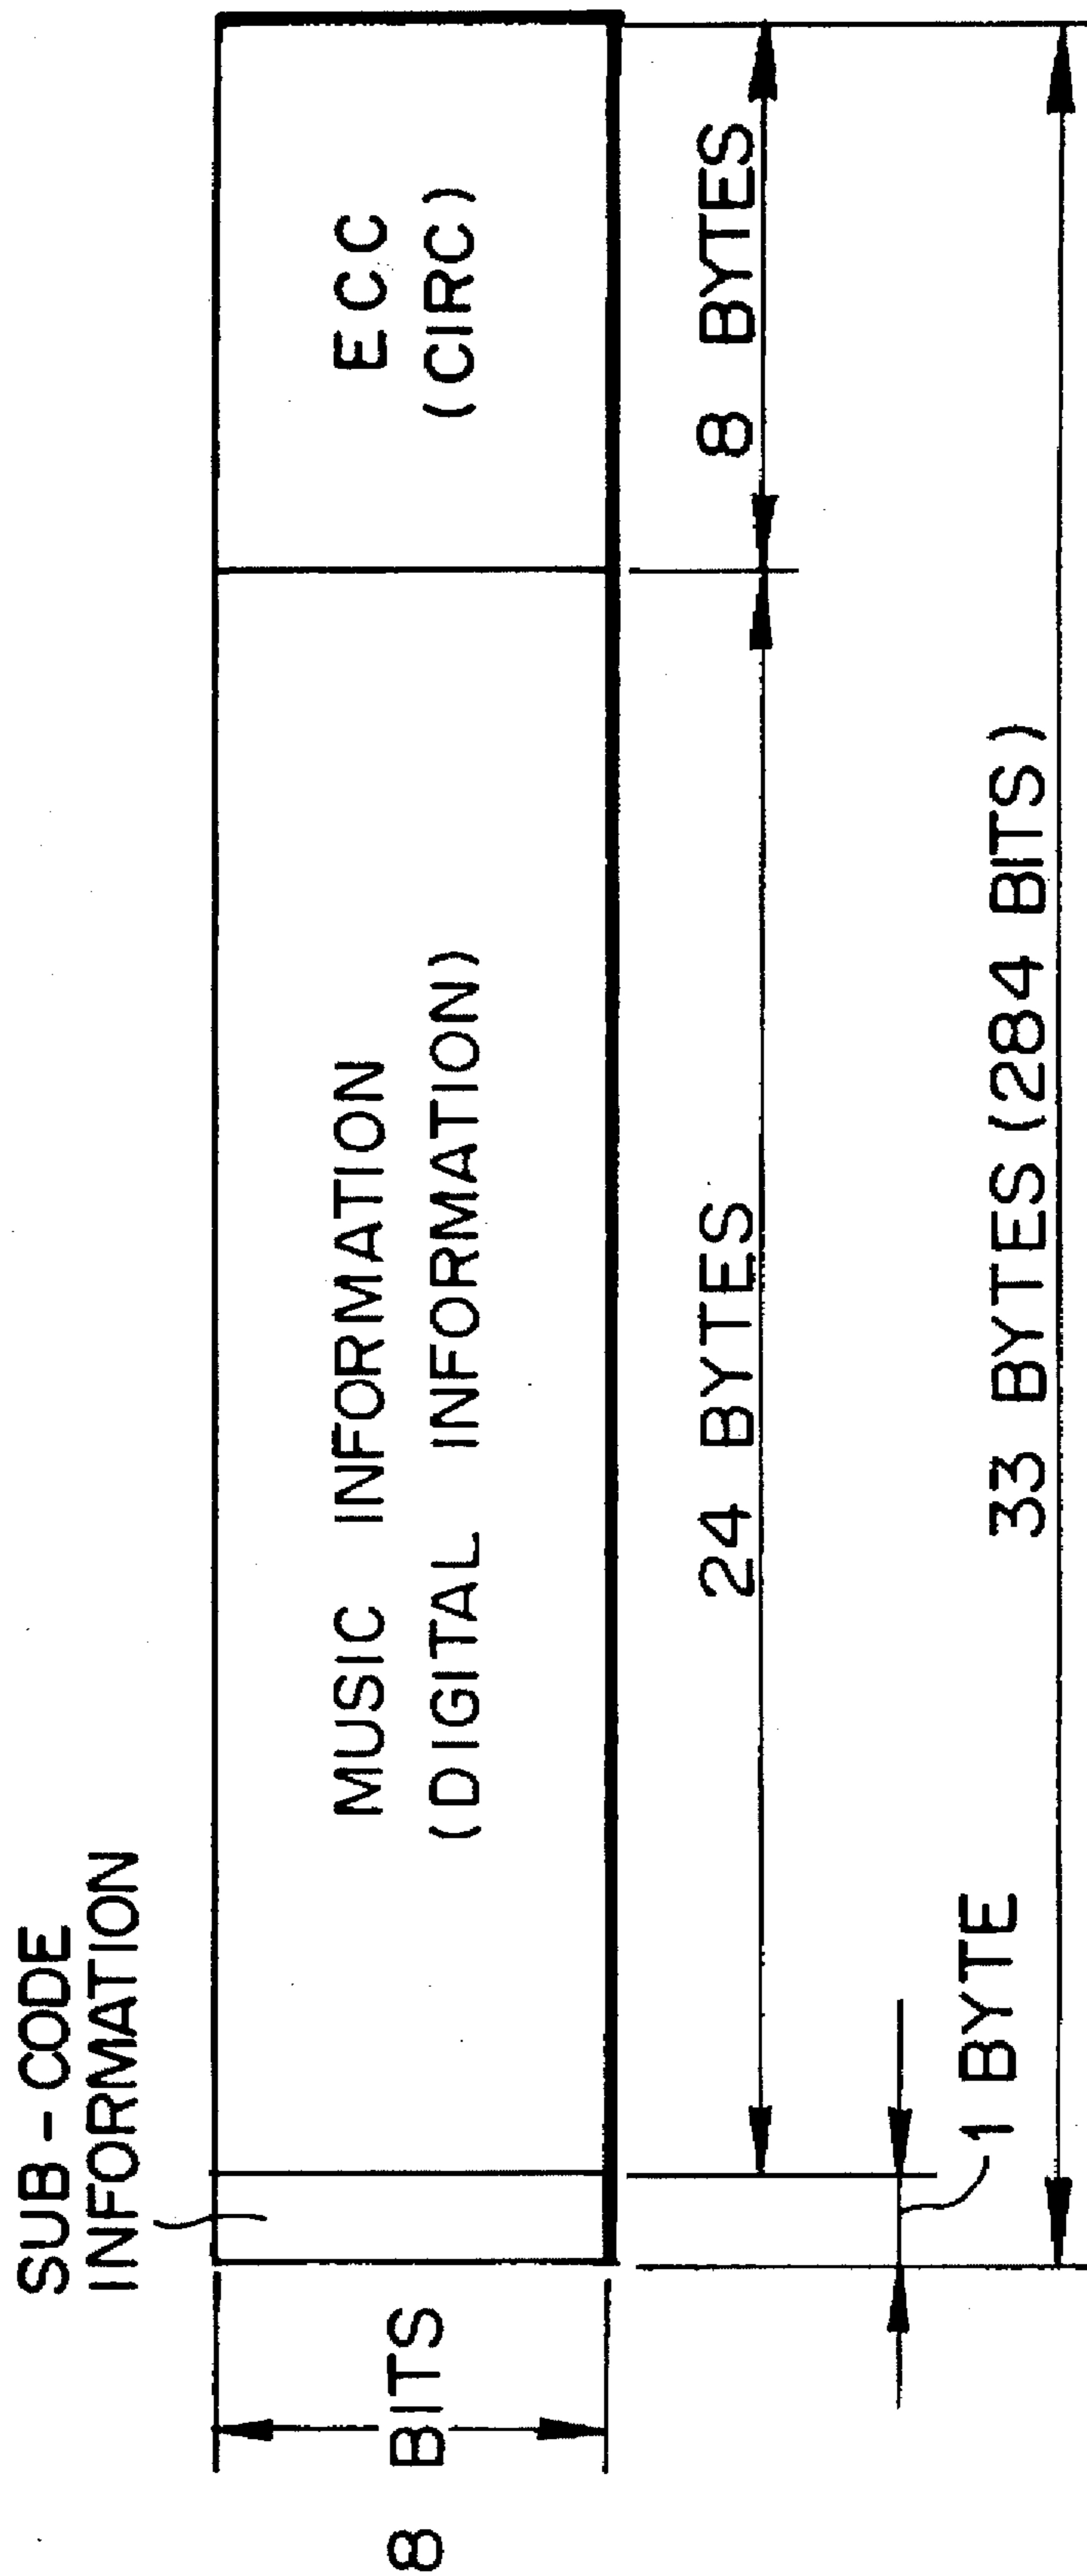 SUB-CODE
INFORMATION
8 BITS
MUSIC INFORMATION
(DIGITAL INFORMATION)
ECC
(CIRC)
24 BYTES
8 BYTES
1 BYTE
33 BYTES (284 BITS)